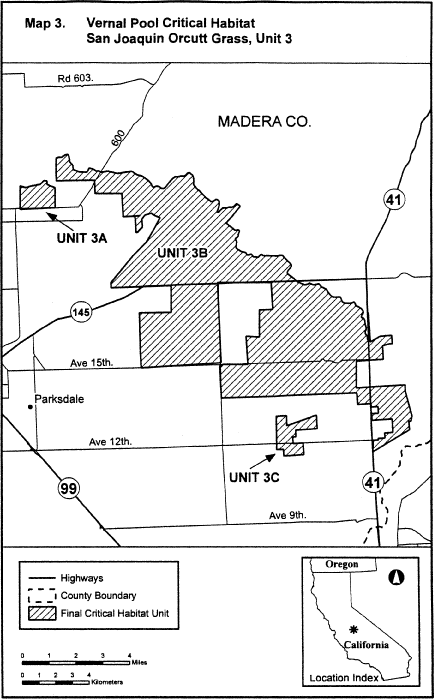 Map 3. Vernal Pool Critical Habitat
San Joaquin Orcutt Grass, Unit 3
Rd 603.
600
MADERA CO.
41
UNIT 3A
UNIT 3B
145
Ave 15th.
Parksdale
Ave 12th.
UNIT 3C
99
41
Ave 9th.
Highways
County Boundary
Final Critical Habitat Unit
0 1 2 3 4
Miles
0 1 2 3 4
Kilometers
Oregon
California
Location Index